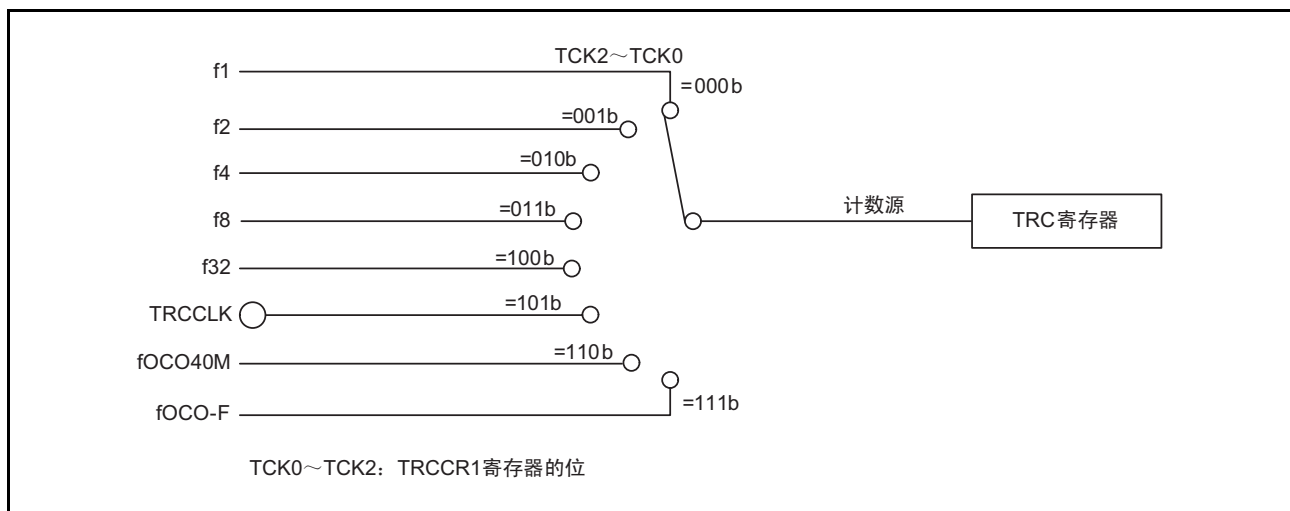 TCK2～TCK0
f1
=000b
f2
=001b
f4
=010b
f8
=011b
计数源
TRC寄存器
f32
=100b
TRCCLK
=101b
fOCO40M
=110b
fOCO-F
=111b
TCK0～TCK2：TRCCR1寄存器的位